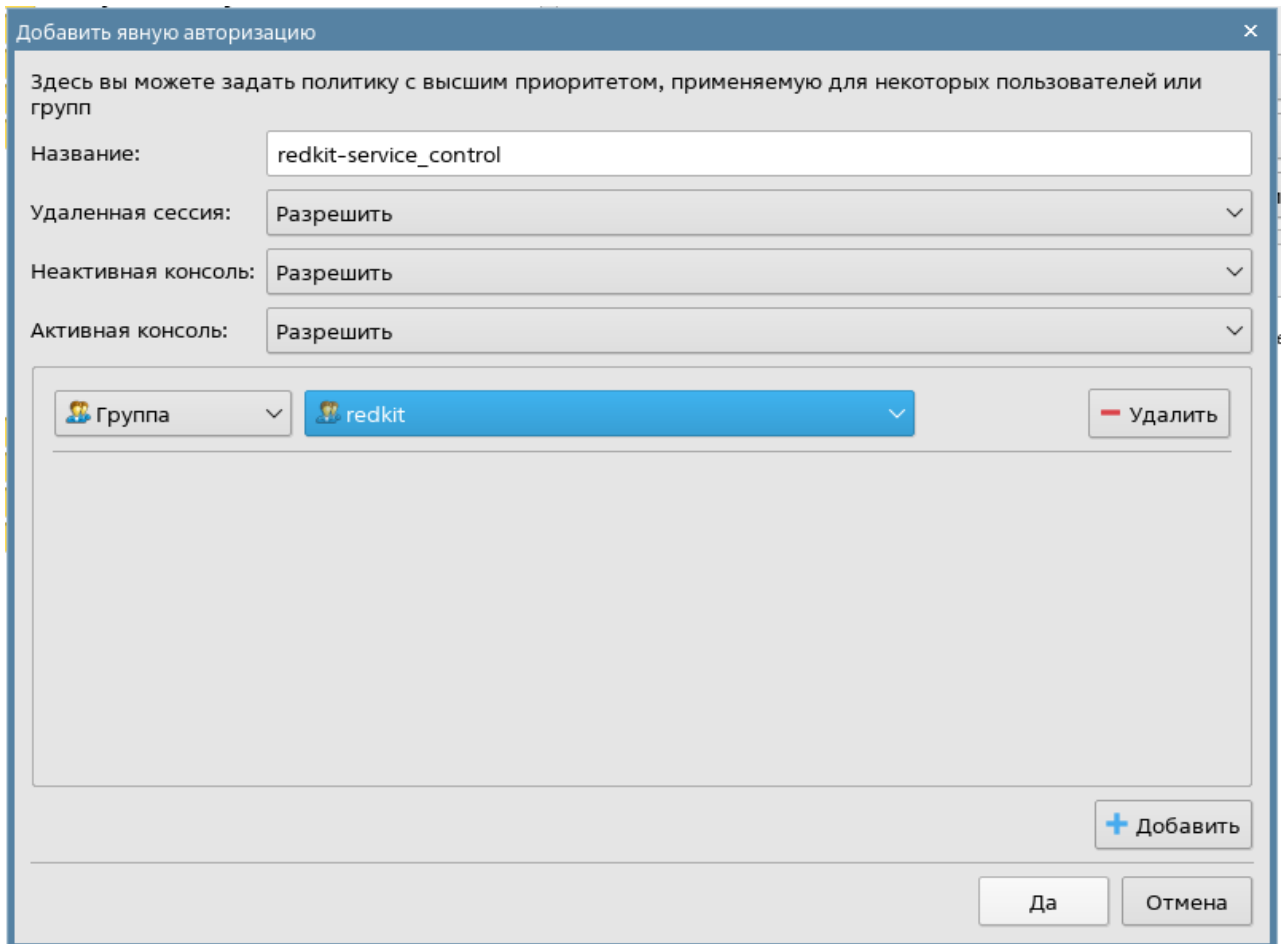 Добавить явную авторизацию
Здесь вы можете задать политику с высшим приоритетом, применяемую для некоторых пользователей или
групп
Название: redkit-service_control
Удаленная сессия: Разрешить
Неактивная консоль: Разрешить
Активная консоль: Разрешить
Группа redkit Удалить
Добавить
Да Отмена